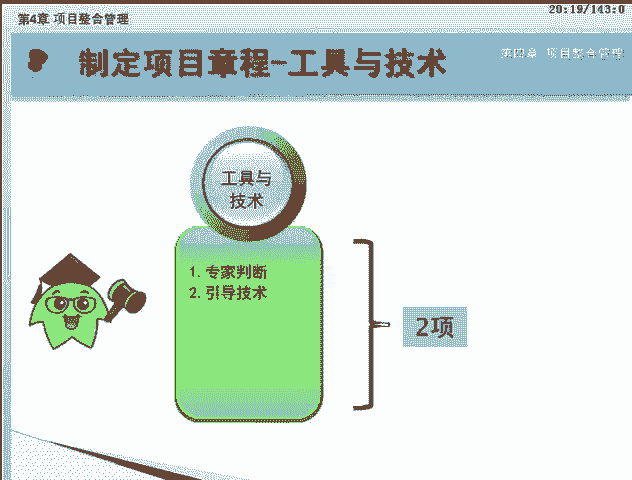 第4章 项目整合管理
20:19/143:0
制定项目章程-工具与技术
第四章 项目整合管理
工具与
技术
1. 专家判断
2. 引导技术
2项